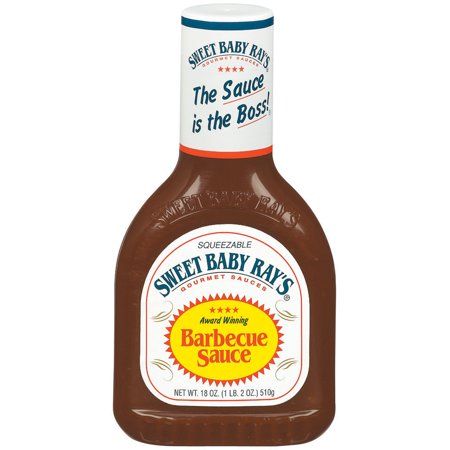 SWEET BABY RAY'S
GOURMET SAUCES
The Sauce
is the Boss!
SWEET BABY RAY'S
SQUEEZABLE
SWEET BABY RAY'S
GOURMET SAUCES
Award Winning
Barbecue
Sauce
NET WT. 18 OZ. (1 LB. 2 OZ.) 510g